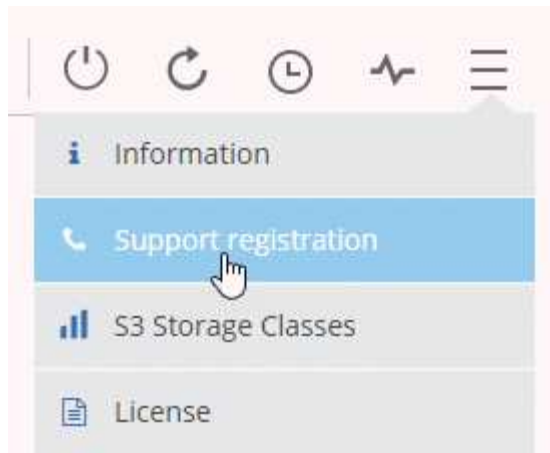 Information
Support registration
S3 Storage Classes
License